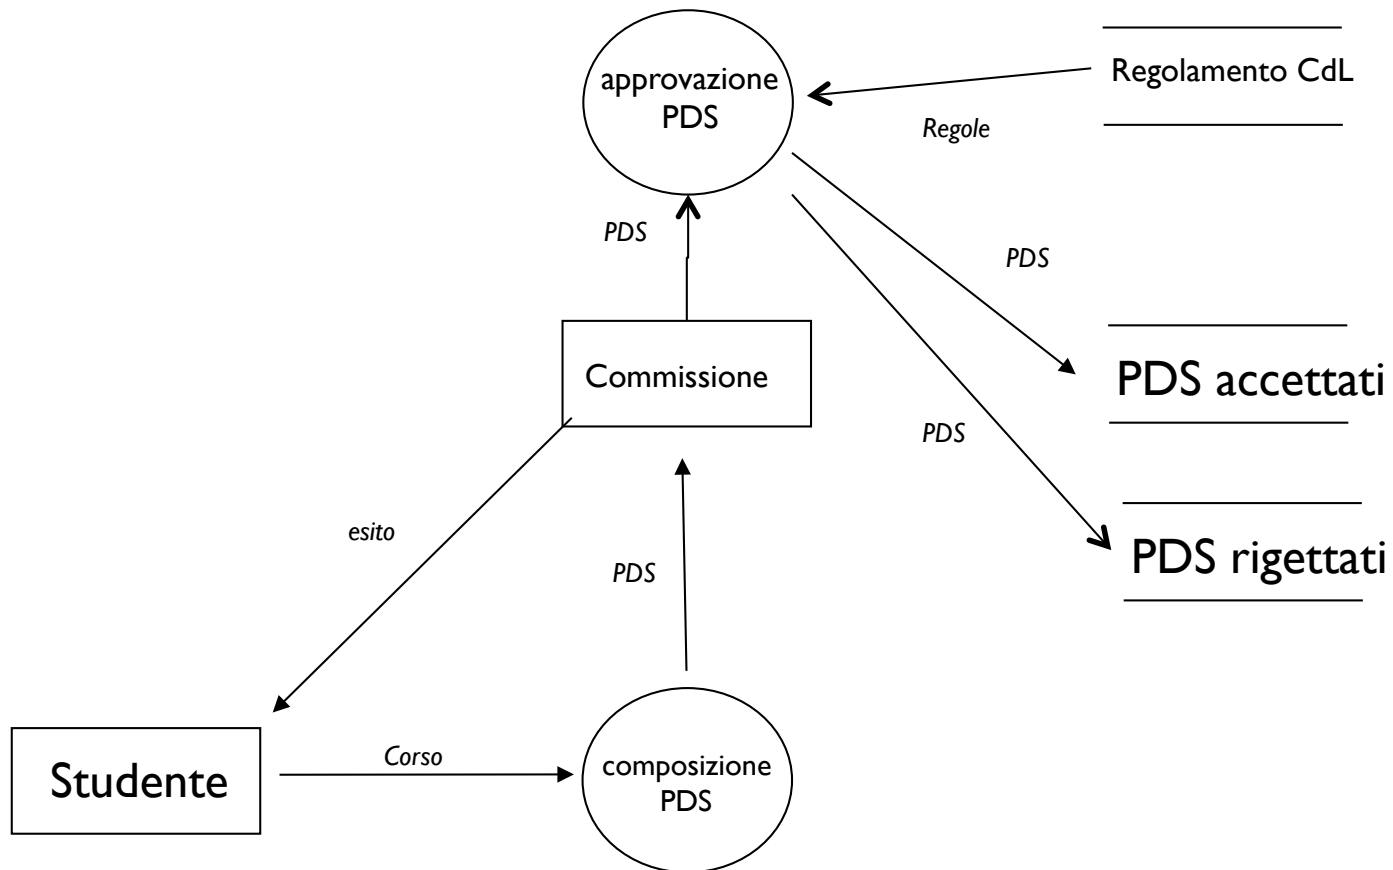 approvazione
PDS
Regolamento CdL
Regole
PDS
PDS
Commissione
PDS accettati
PDS
esito
PDS
PDS rigettati
Studente
Corso
composizione
PDS